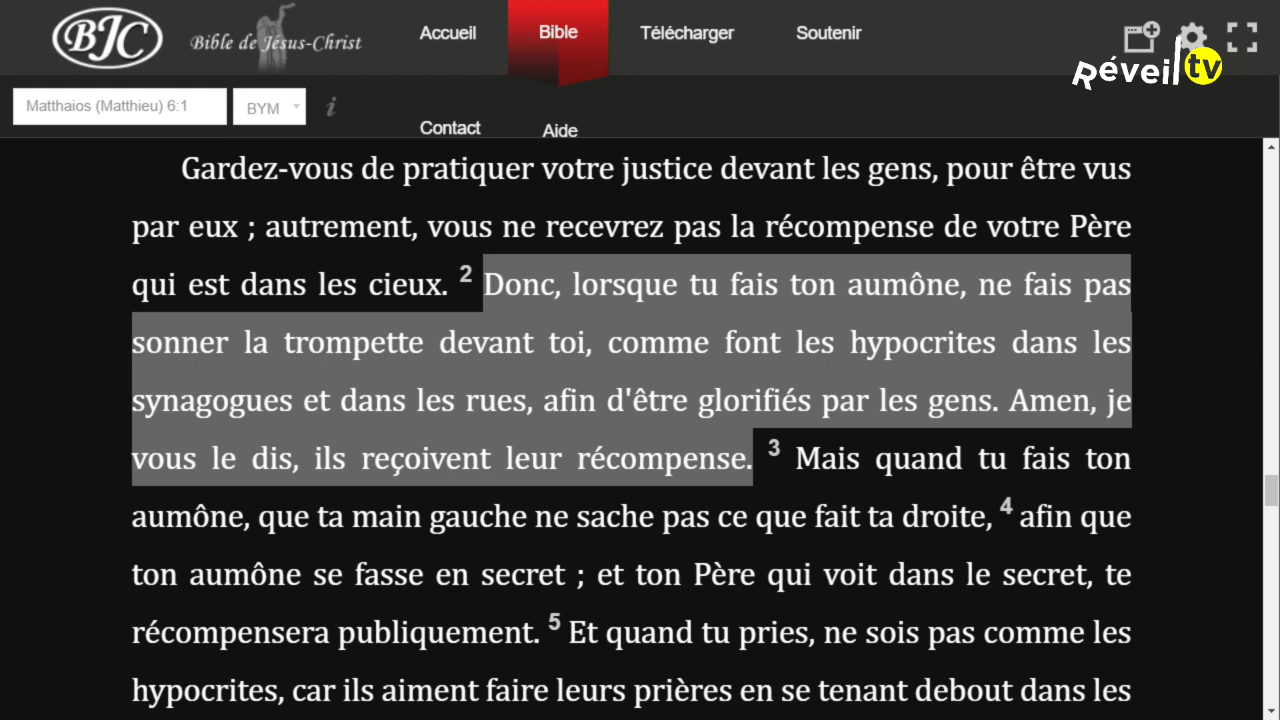 BJC
Bible de Jésus-Christ
Accueil
Bible
Télécharger
Soutenir
Réveil tv
Matthaios (Matthieu) 6:1
BYM
i
Contact
Aide
Gardez-vous de pratiquer votre justice devant les gens, pour être vus
par eux ; autrement, vous ne recevrez pas la récompense de votre Père
qui est dans les cieux. 2 Donc, lorsque tu fais ton aumône, ne fais pas
sonner la trompette devant toi, comme font les hypocrites dans les
synagogues et dans les rues, afin d'être glorifiés par les gens. Amen, je
vous le dis, ils reçoivent leur récompense. 3 Mais quand tu fais ton
aumône, que ta main gauche ne sache pas ce que fait ta droite, 4 afin que
ton aumône se fasse en secret ; et ton Père qui voit dans le secret, te
récompensera publiquement. 5 Et quand tu pries, ne sois pas comme les
hypocrites, car ils aiment faire leurs prières en se tenant debout dans les